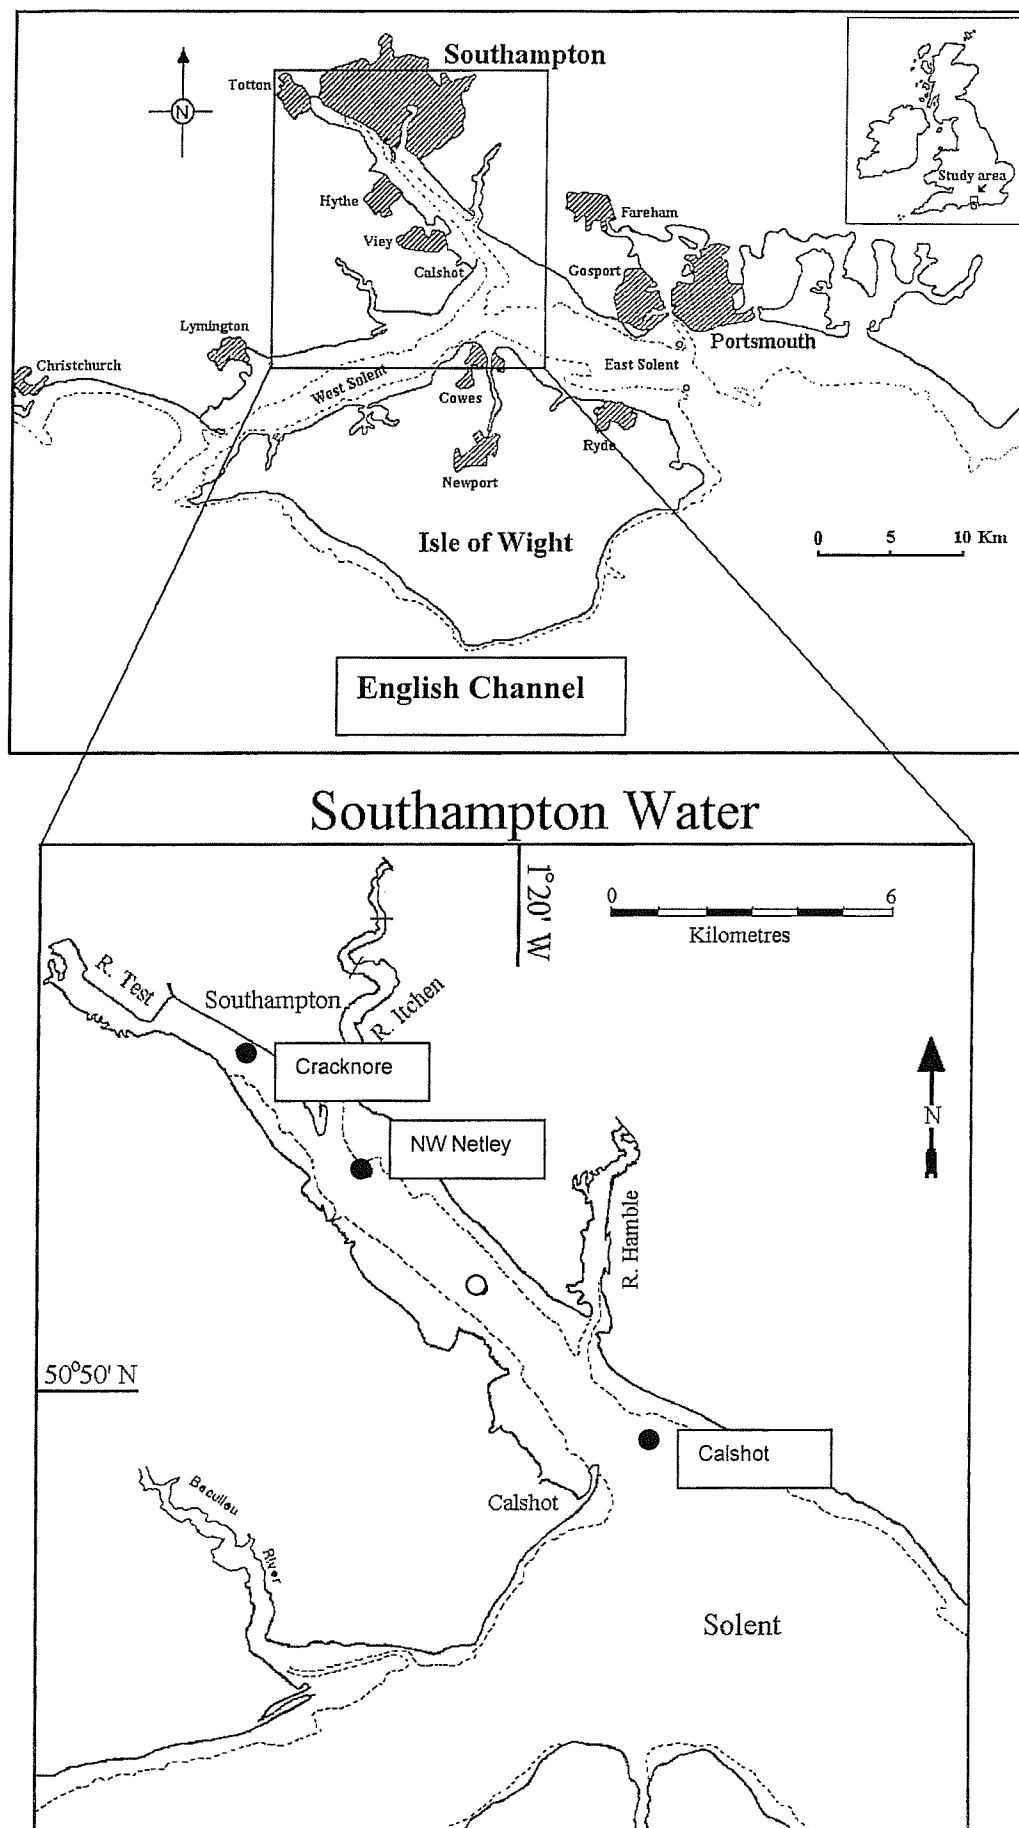 Southampton
Totton
N
Study area
Hythe
Fareham
Viey
Gosport
Calshot
Lymington
Portsmouth
Christchurch
East Solent
West Solent
Cowes
Ryde
Newport
Isle of Wight
0 5 10 Km
English Channel
Southampton Water
1°20' W
0 6
Kilometres
R. Test
Southampton
R. Itchen
Cracknore
N
NW Netley
R. Hamble
50°50' N
Calshot
Calshot
Beaulieu
River
Solent